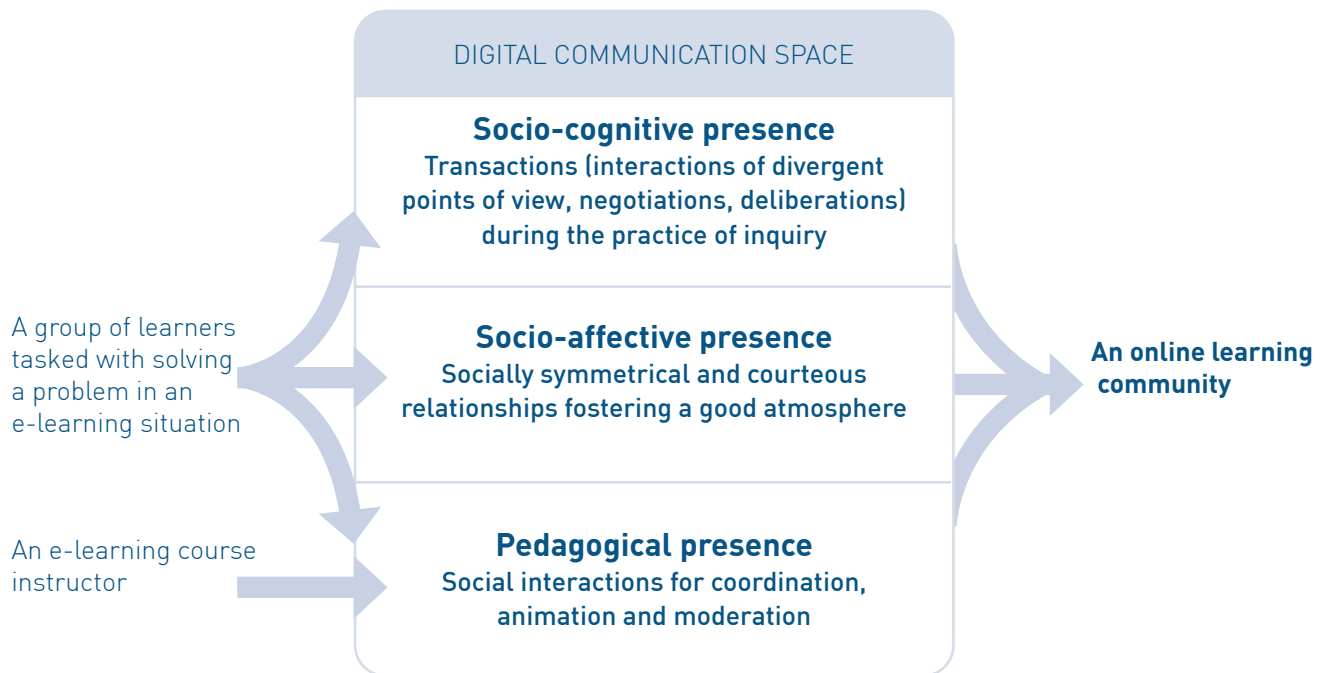 DIGITAL COMMUNICATION SPACE
Socio-cognitive presence
Transactions (interactions of divergent
points of view, negotiations, deliberations)
during the practice of inquiry
A group of learners
tasked with solving
a problem in an
e-learning situation
Socio-affective presence
Socially symmetrical and courteous
relationships fostering a good atmosphere
An online learning
community
An e-learning course
instructor
Pedagogical presence
Social interactions for coordination,
animation and moderation